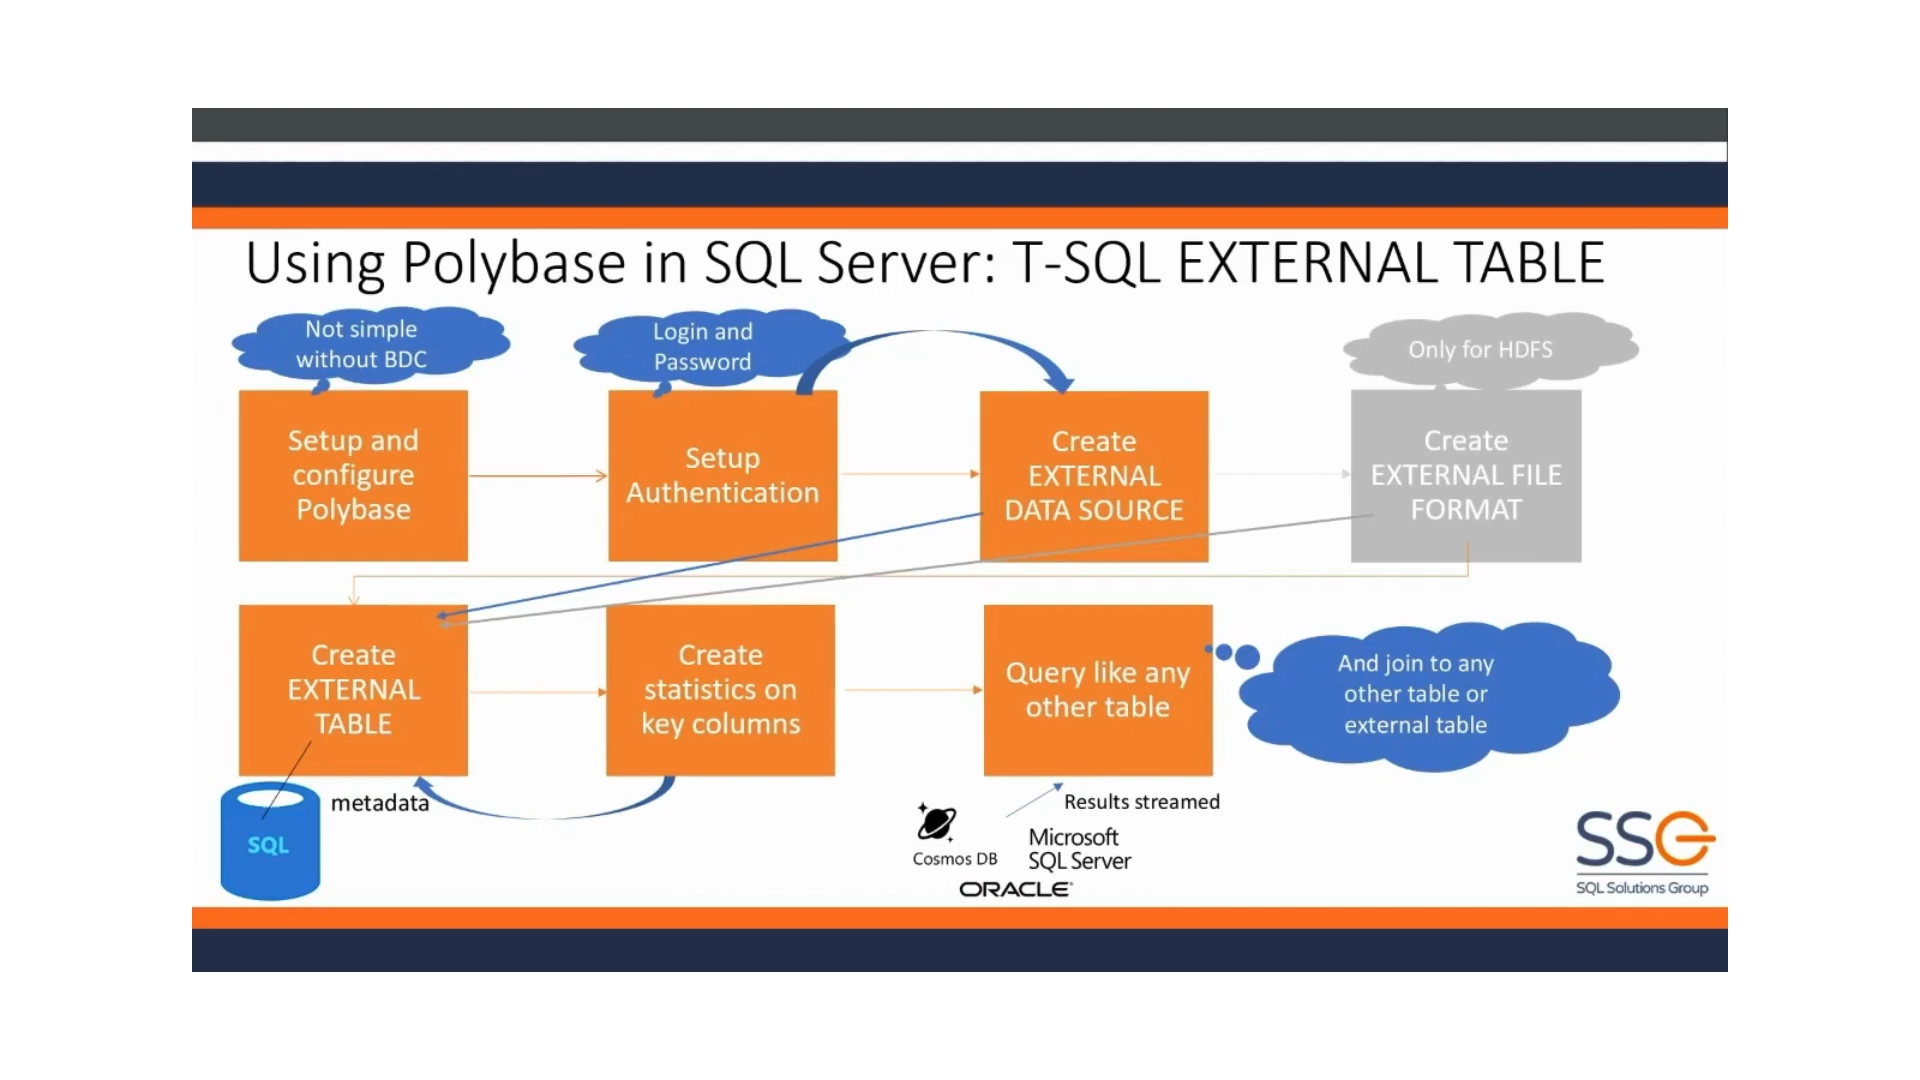 Using Polybase in SQL Server: T-SQL EXTERNAL TABLE
Not simple
without BDC
Login and
Password
Only for HDFS
Setup and
configure
Polybase
Setup
Authentication
Create
EXTERNAL
DATA SOURCE
Create
EXTERNAL FILE
FORMAT
Create
EXTERNAL
TABLE
Create
statistics on
key columns
Query like any
other table
And join to any
other table or
external table
SQL
metadata
Results streamed
Cosmos DB
Microsoft
SQL Server
ORACLE
SSG
SQL Solutions Group